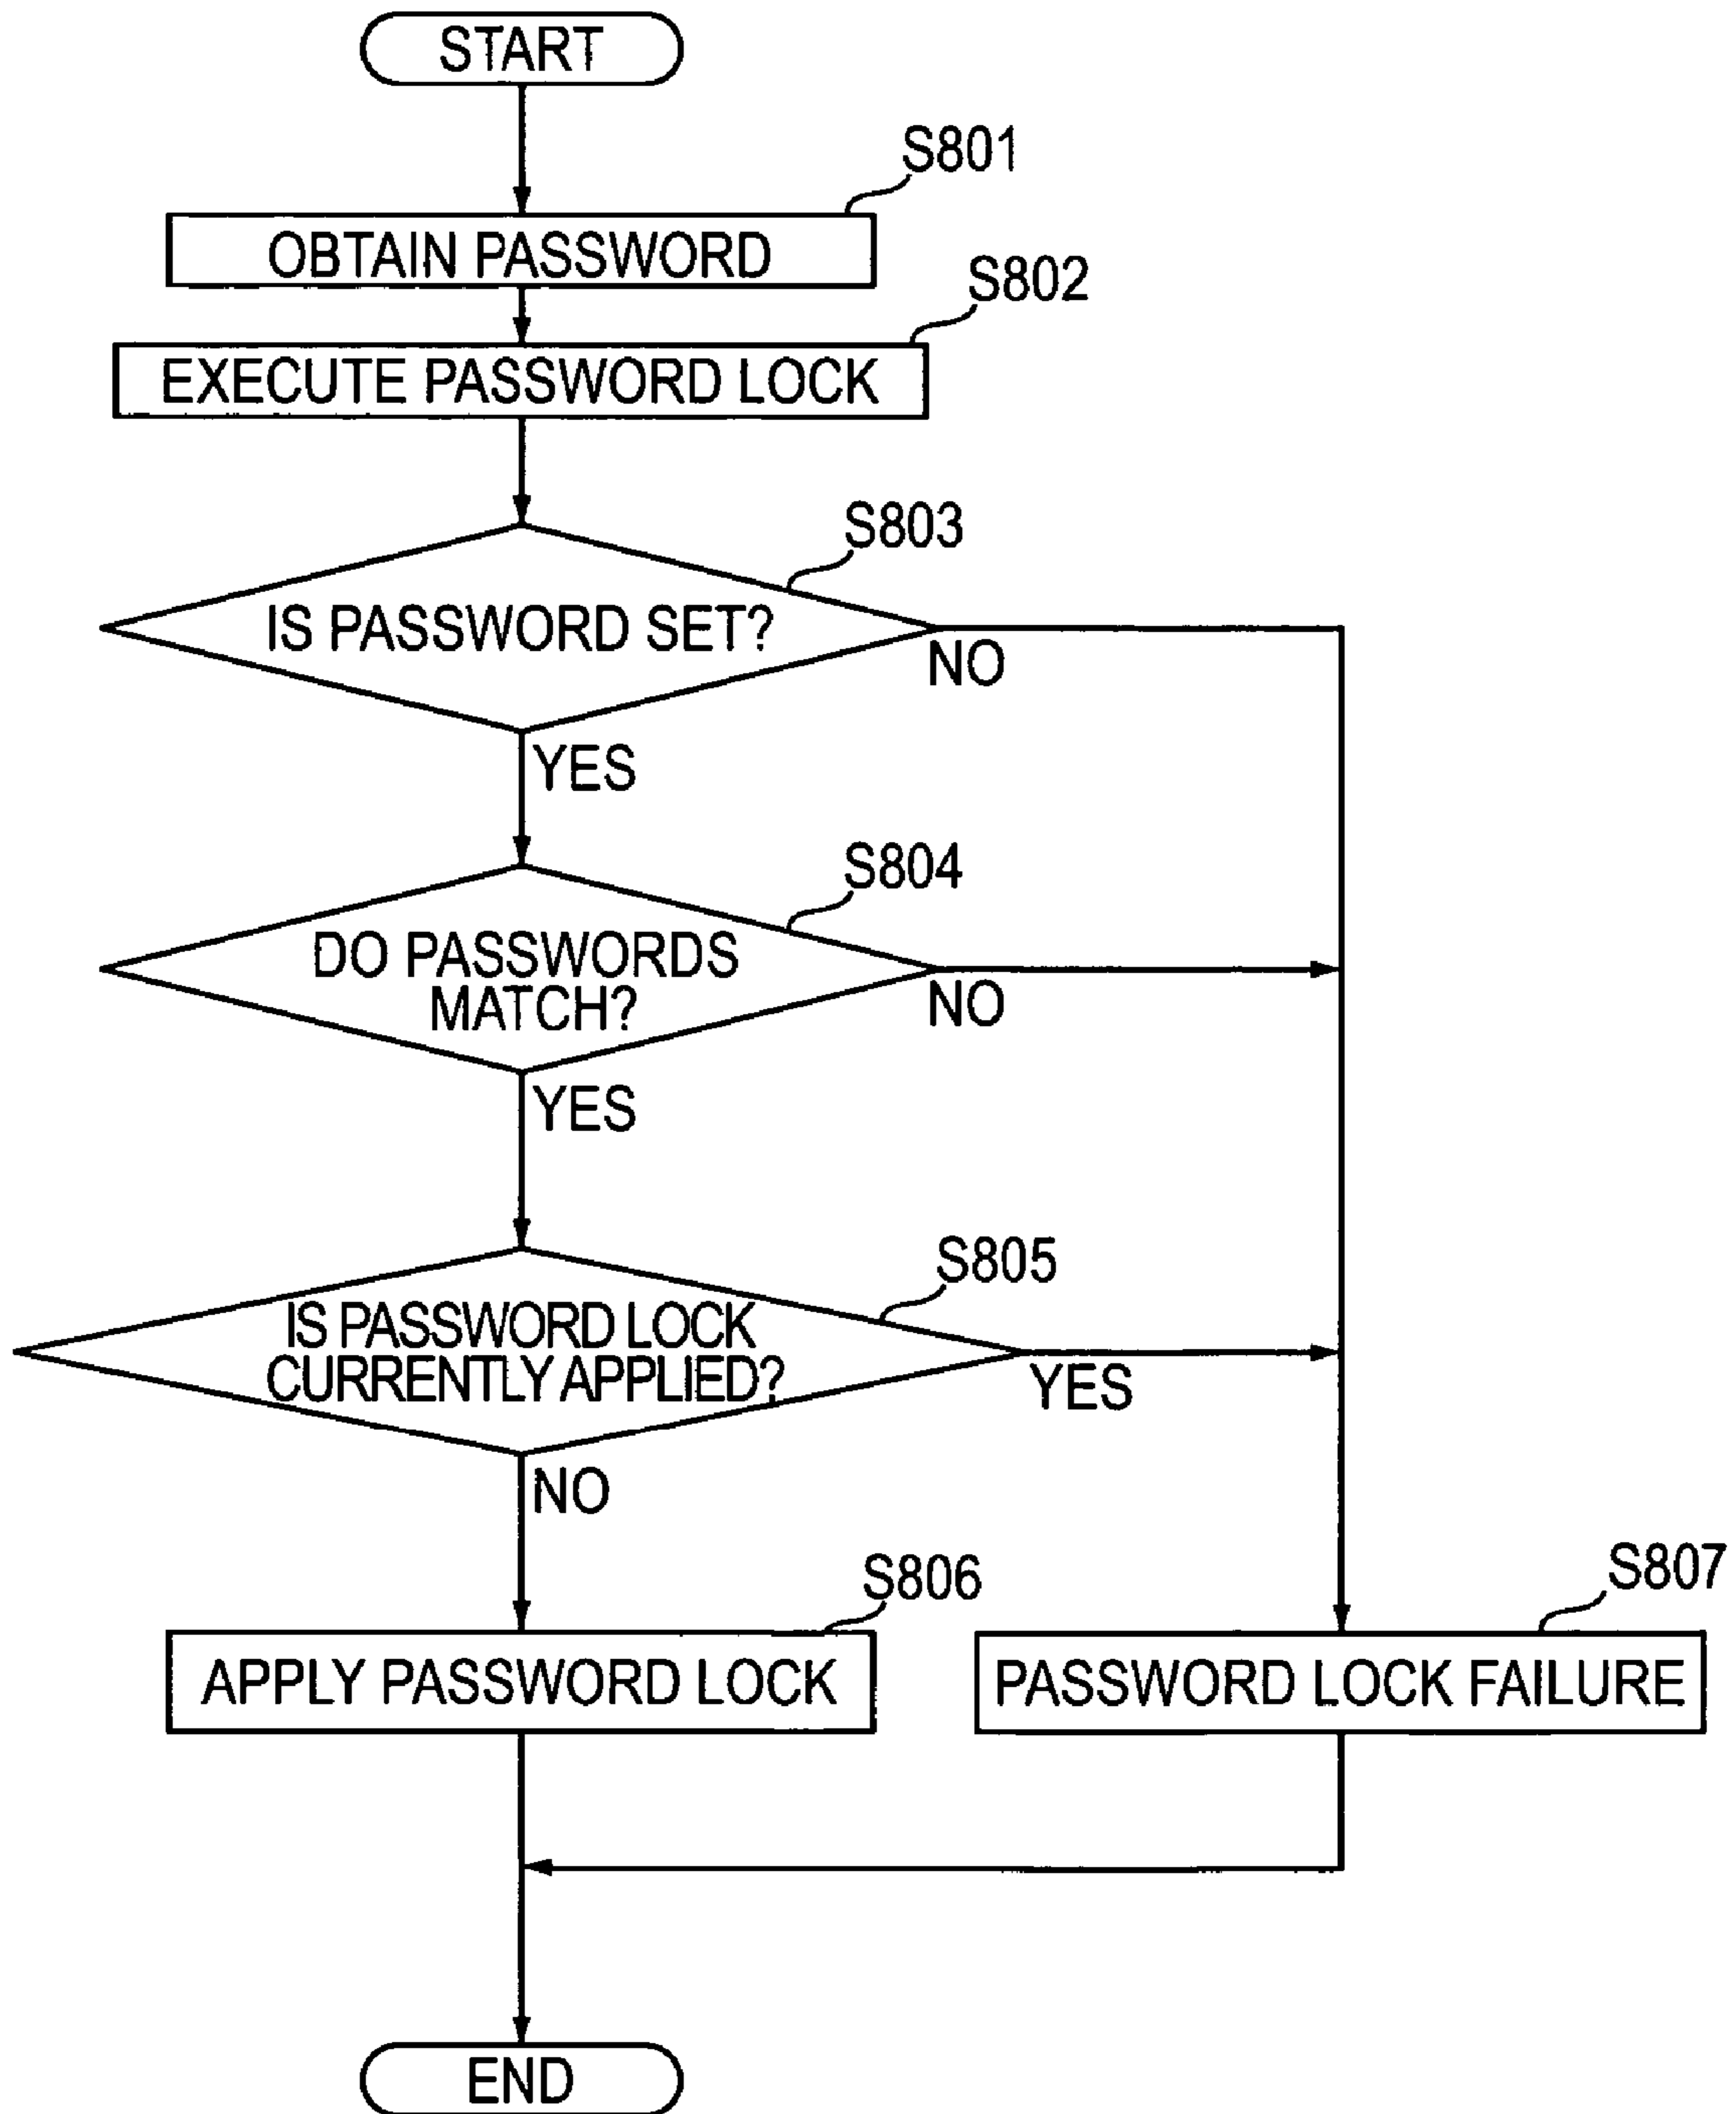 START
S801
OBTAIN PASSWORD
S802
EXECUTE PASSWORD LOCK
S803
IS PASSWORD SET?
NO
YES
S804
DO PASSWORDS
MATCH?
NO
YES
S805
IS PASSWORD LOCK
CURRENTLY APPLIED?
YES
NO
S806
S807
APPLY PASSWORD LOCK
PASSWORD LOCK FAILURE
END